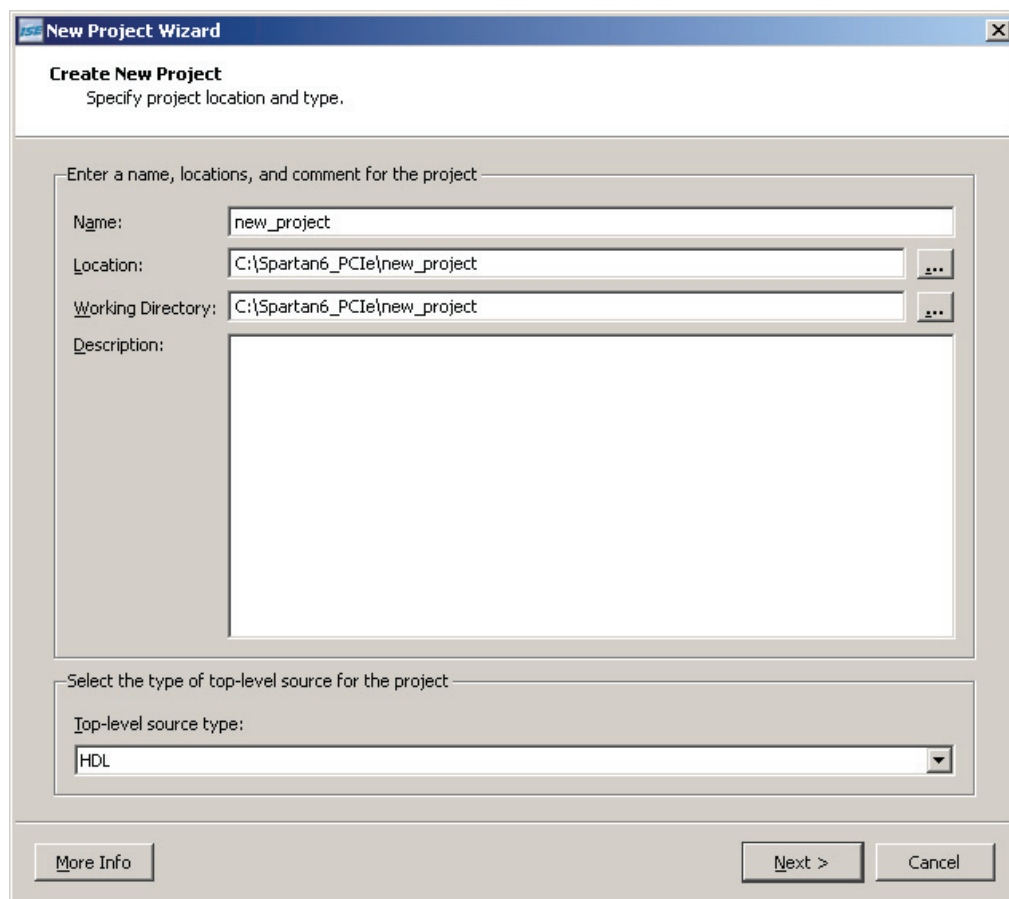 ISE New Project Wizard
Create New Project
Specify project location and type.
Enter a name, locations, and comment for the project
Name: new_project
Location: C:\Spartan6_PCIe\new_project ...
Working Directory: C:\Spartan6_PCIe\new_project ...
Description:
Select the type of top-level source for the project
Top-level source type:
HDL
More Info Next > Cancel